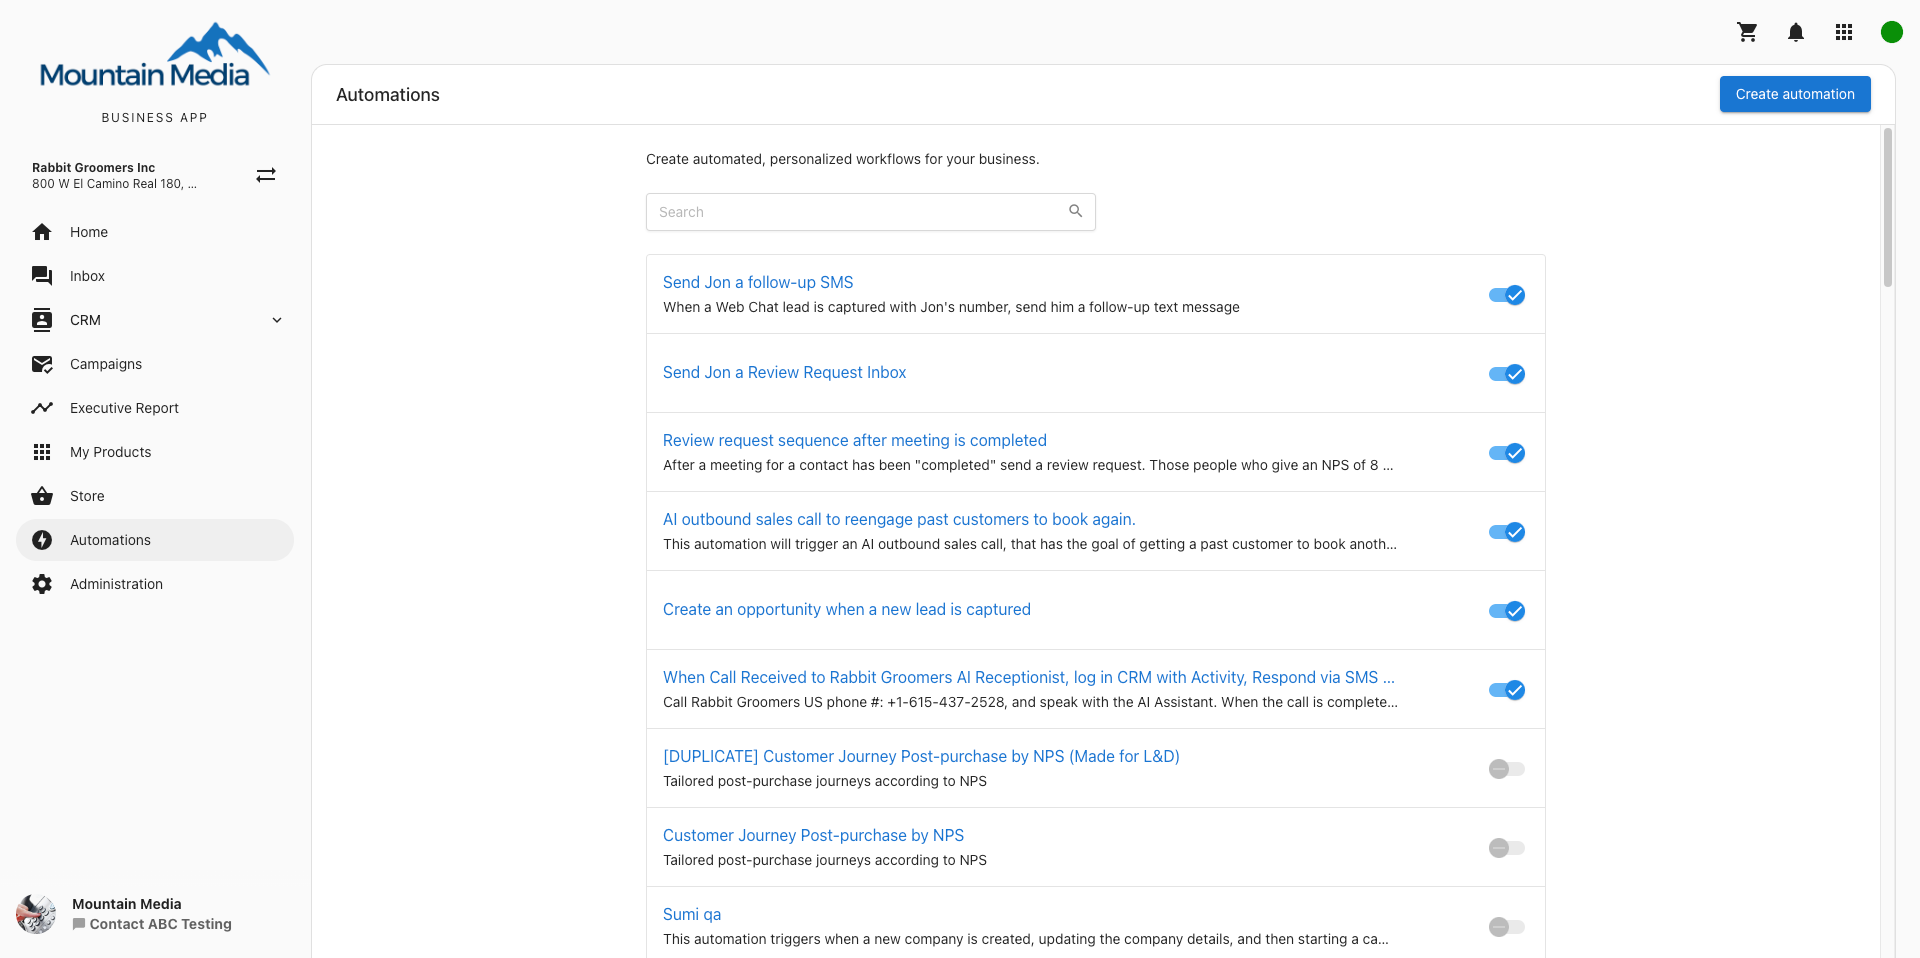 Mountain Media
BUSINESS APP
Rabbit Groomers Inc
800 W El Camino Real 180, ...
Home
Inbox
CRM
Campaigns
Executive Report
My Products
Store
Automations
Administration
Mountain Media
Contact ABC Testing
Automations
Create automation
Create automated, personalized workflows for your business.
Search
Send Jon a follow-up SMS
When a Web Chat lead is captured with Jon's number, send him a follow-up text message
Send Jon a Review Request Inbox
Review request sequence after meeting is completed
After a meeting for a contact has been "completed" send a review request. Those people who give an NPS of 8 ...
AI outbound sales call to reengage past customers to book again.
This automation will trigger an AI outbound sales call, that has the goal of getting a past customer to book anoth...
Create an opportunity when a new lead is captured
When Call Received to Rabbit Groomers AI Receptionist, log in CRM with Activity, Respond via SMS ...
Call Rabbit Groomers US phone #: +1-615-437-2528, and speak with the AI Assistant. When the call is complete...
[DUPLICATE] Customer Journey Post-purchase by NPS (Made for L&D)
Tailored post-purchase journeys according to NPS
Customer Journey Post-purchase by NPS
Tailored post-purchase journeys according to NPS
Sumi qa
This automation triggers when a new company is created, updating the company details, and then starting a ca...